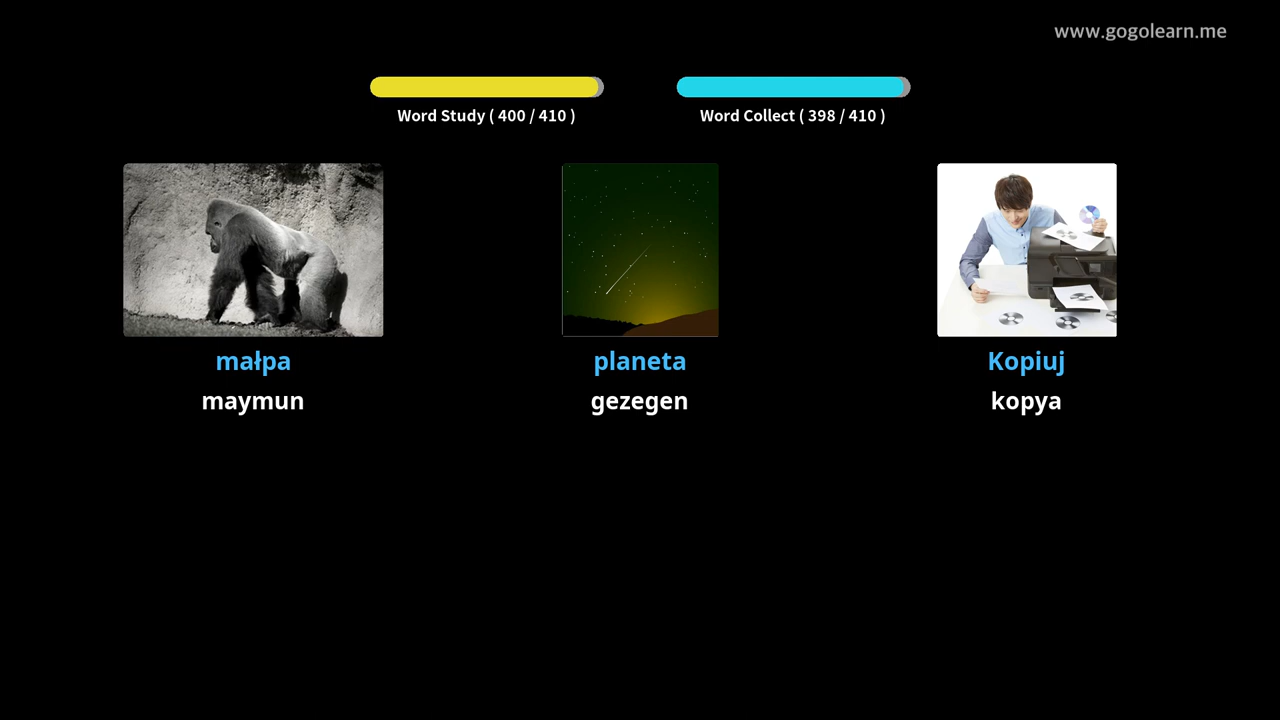 www.gogolearn.me
Word Study ( 400 / 410 )
Word Collect ( 398 / 410 )
małpa
planeta
Kopiuj
maymun
gezegen
kopya